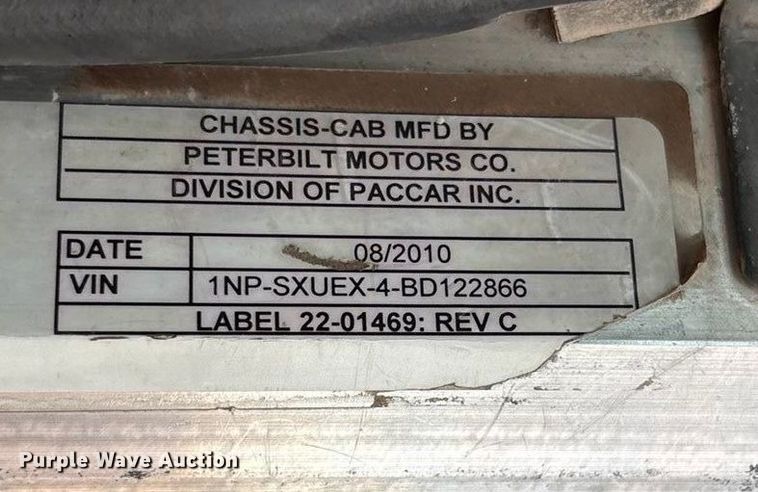 CHASSIS-CAB MFD BY
PETERBILT MOTORS CO.
DIVISION OF PACCAR INC.
DATE 08/2010
VIN 1NP-SXUEX-4-BD122866
LABEL 22-01469: REV C
Purple Wave Auction